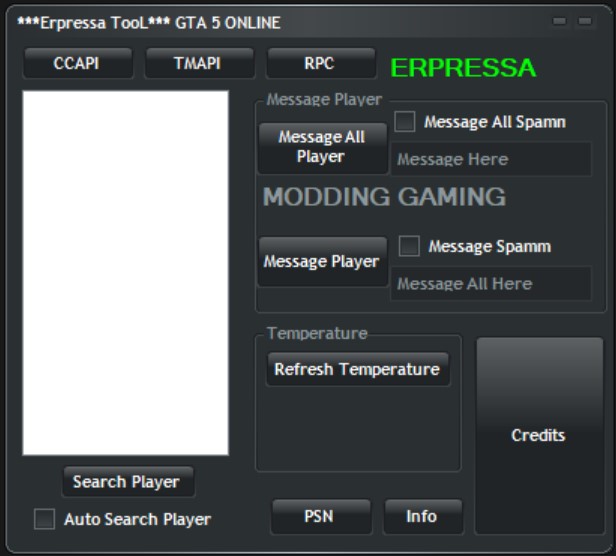 ***Erpressa TooL*** GTA 5 ONLINE
CCAPI
TMAPI
RPC
ERPRESSA
Message Player
Message All
Player
Message All Spamn
Message Here
MODDING GAMING
Message Player
Message Spamm
Message All Here
Temperature
Refresh Temperature
Credits
Search Player
Auto Search Player
PSN
Info